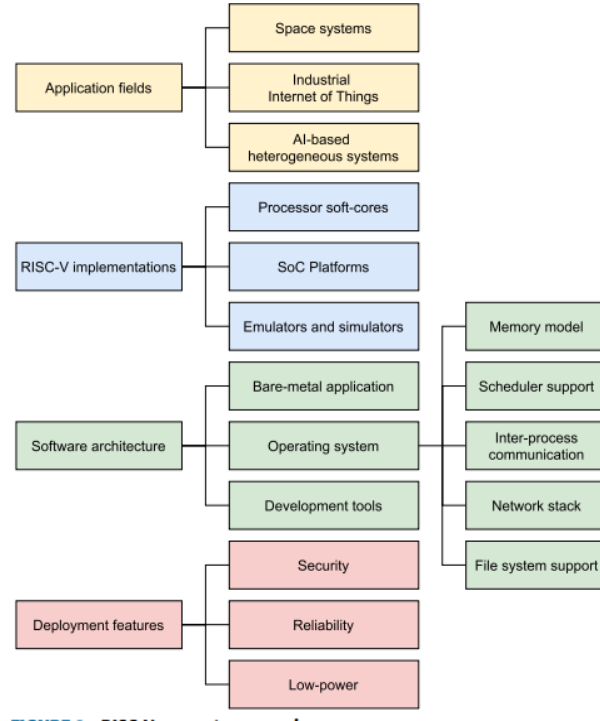 Application fields
Space systems
Industrial
Internet of Things
AI-based
heterogeneous systems
RISC-V implementations
Processor soft-cores
SoC Platforms
Emulators and simulators
Software architecture
Bare-metal application
Operating system
Development tools
Memory model
Scheduler support
Inter-process
communication
Network stack
File system support
Deployment features
Security
Reliability
Low-power